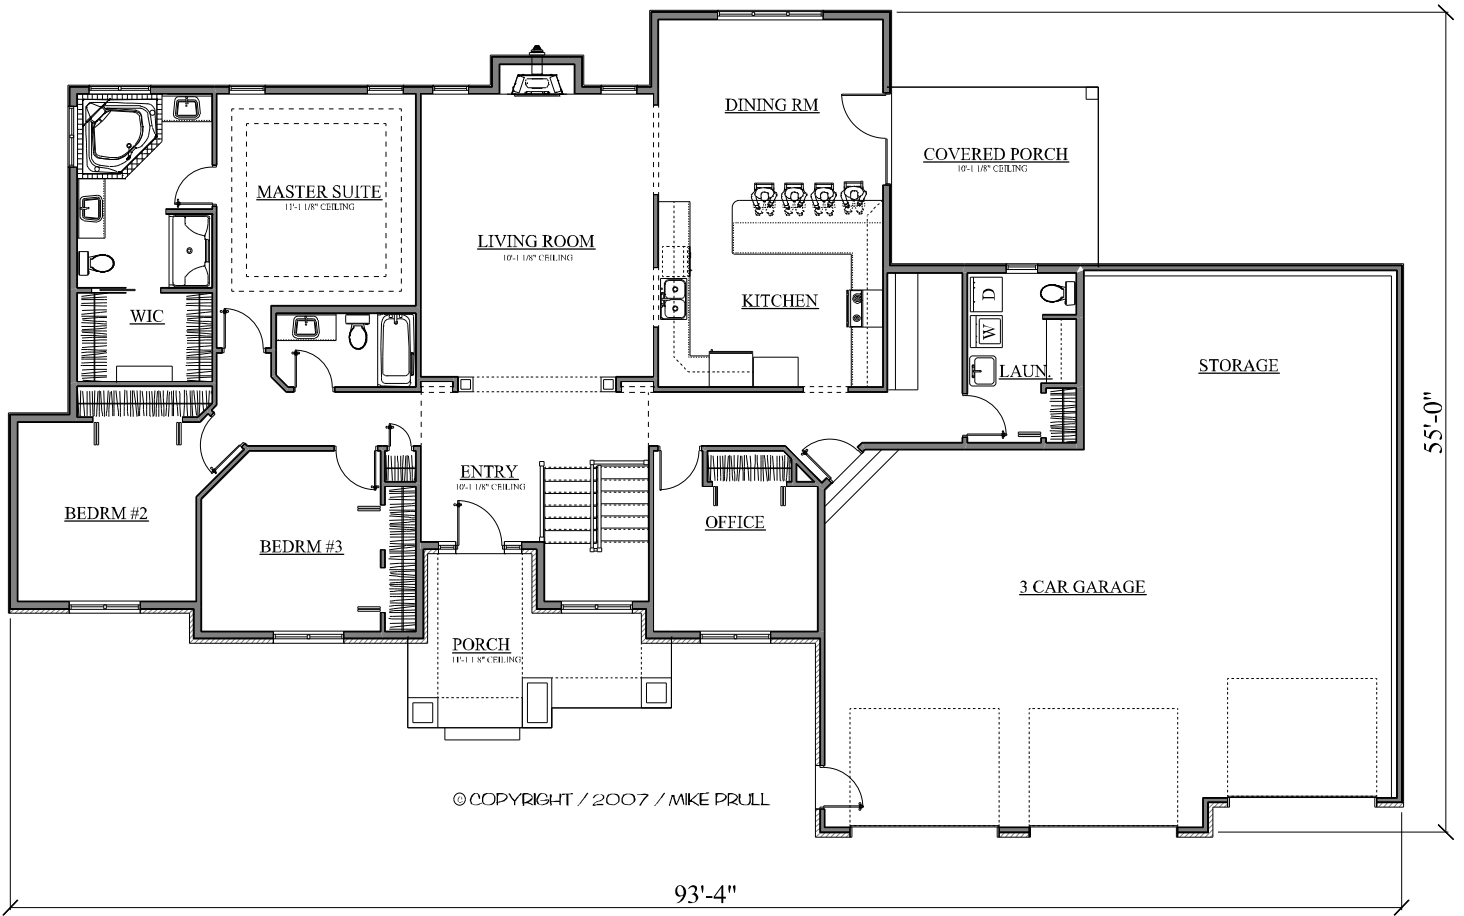 DINING RM
COVERED PORCH
10'-1 1/8" CEILING
MASTER SUITE
11'-1 1/8" CEILING
LIVING ROOM
10'-1 1/8" CEILING
KITCHEN
D
WIC
W
LAUN.
STORAGE
55'-0"
ENTRY
10'-1 1/8" CEILING
BEDRM #2
OFFICE
BEDRM #3
3 CAR GARAGE
PORCH
11'-1 1/8" CEILING
© COPYRIGHT / 2007 / MIKE PRULL
93'-4"